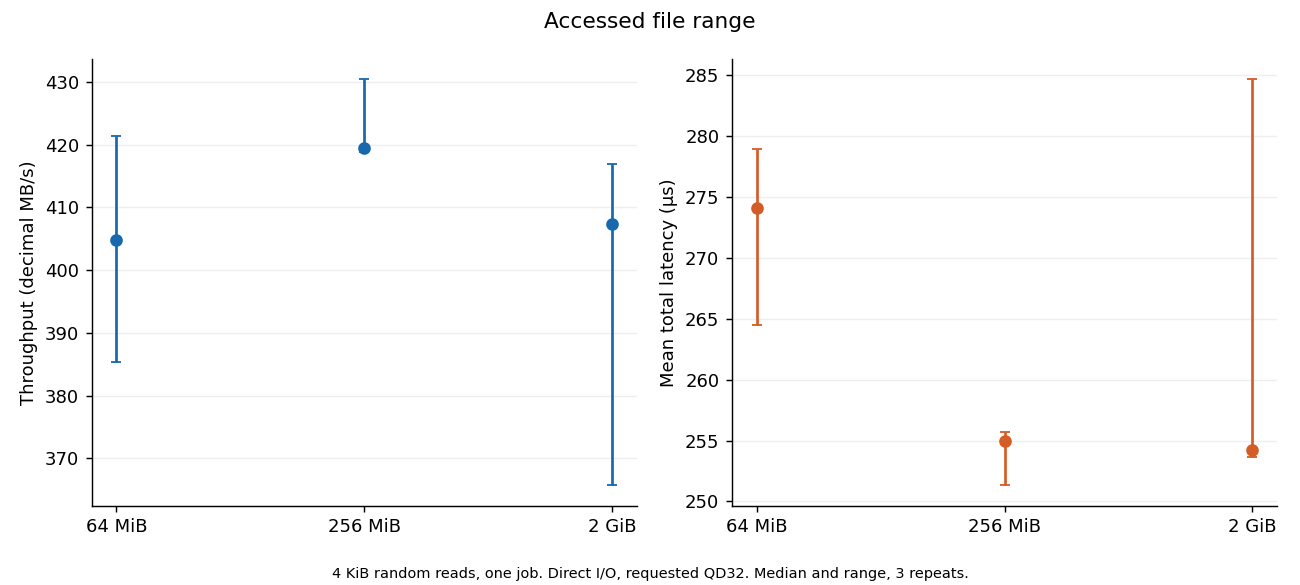 Accessed file range
Throughput (decimal MB/s)
430
420
410
400
390
380
370
64 MiB
256 MiB
2 GiB
Mean total latency (µs)
285
280
275
270
265
260
255
250
64 MiB
256 MiB
2 GiB
4 KiB random reads, one job. Direct I/O, requested QD32. Median and range, 3 repeats.